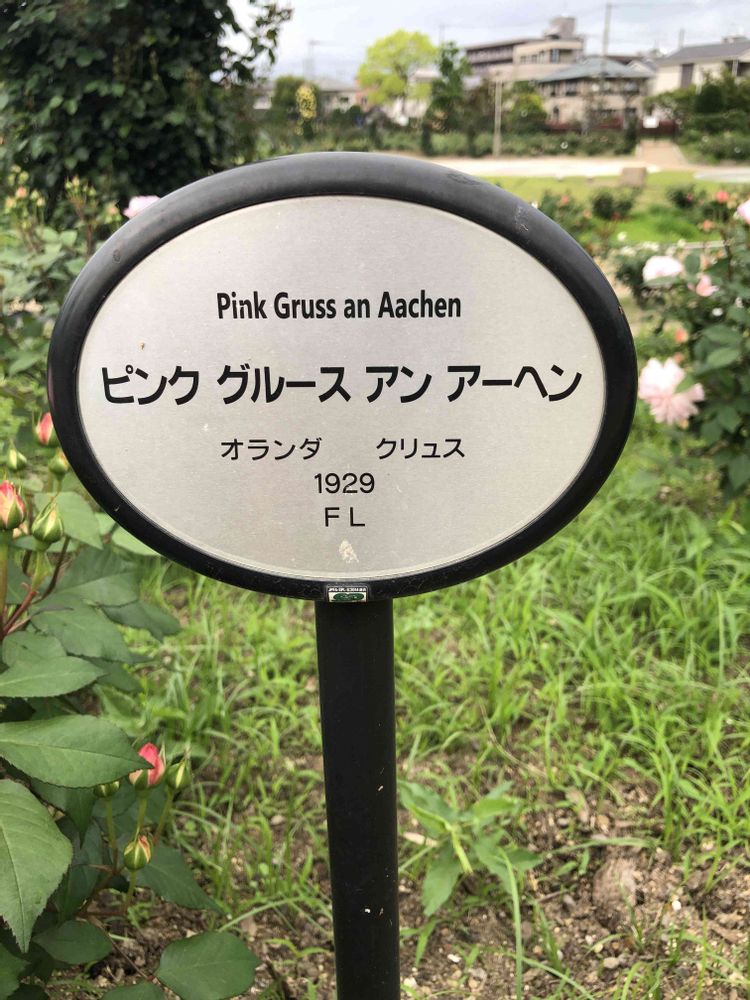 Pink Gruss an Aachen
ピンク グルース アン アーヘン
オランダ　クリュス
1929
FL